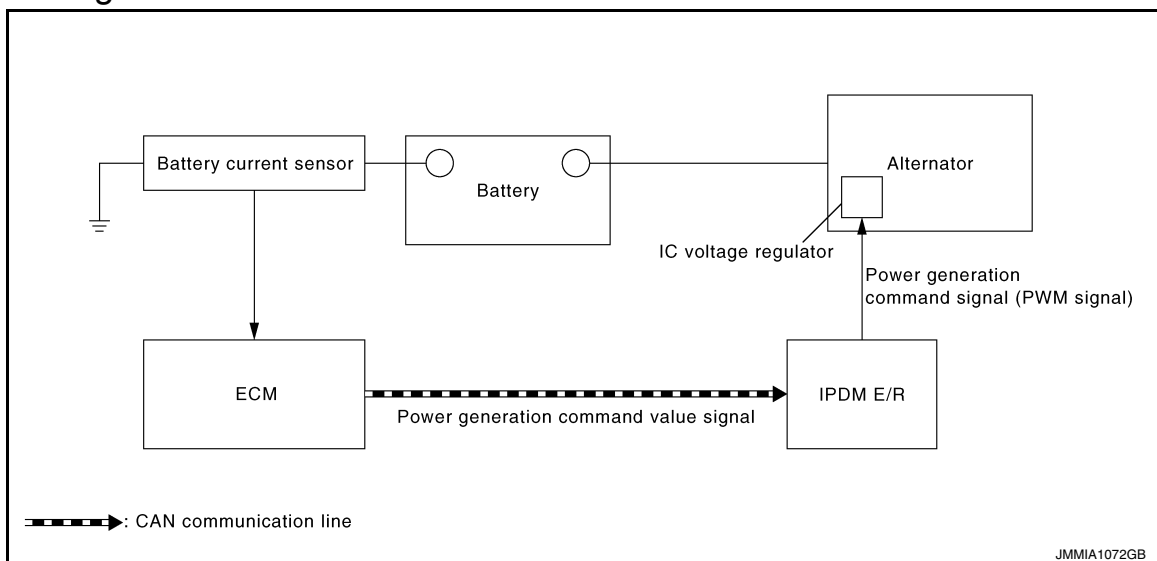 Battery current sensor
Battery
Alternator
IC voltage regulator
Power generation
command signal (PWM signal)
ECM
Power generation command value signal
IPDM E/R
: CAN communication line
JMMIA1072GB